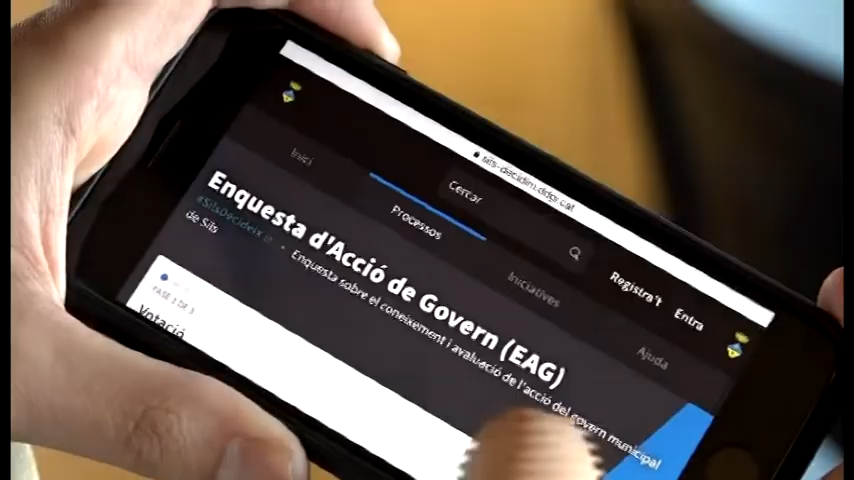 sils-decidim.ddgi.cat
Cercar
Registra't
Entra
Inici
Processos
Iniciatives
Ajuda
Enquesta d'Acció de Govern (EAG)
#SilsDecideix • Enquesta sobre el coneixement i avaluació de l'acció del govern municipal
de Sils
FASE 1 DE 3
Votació